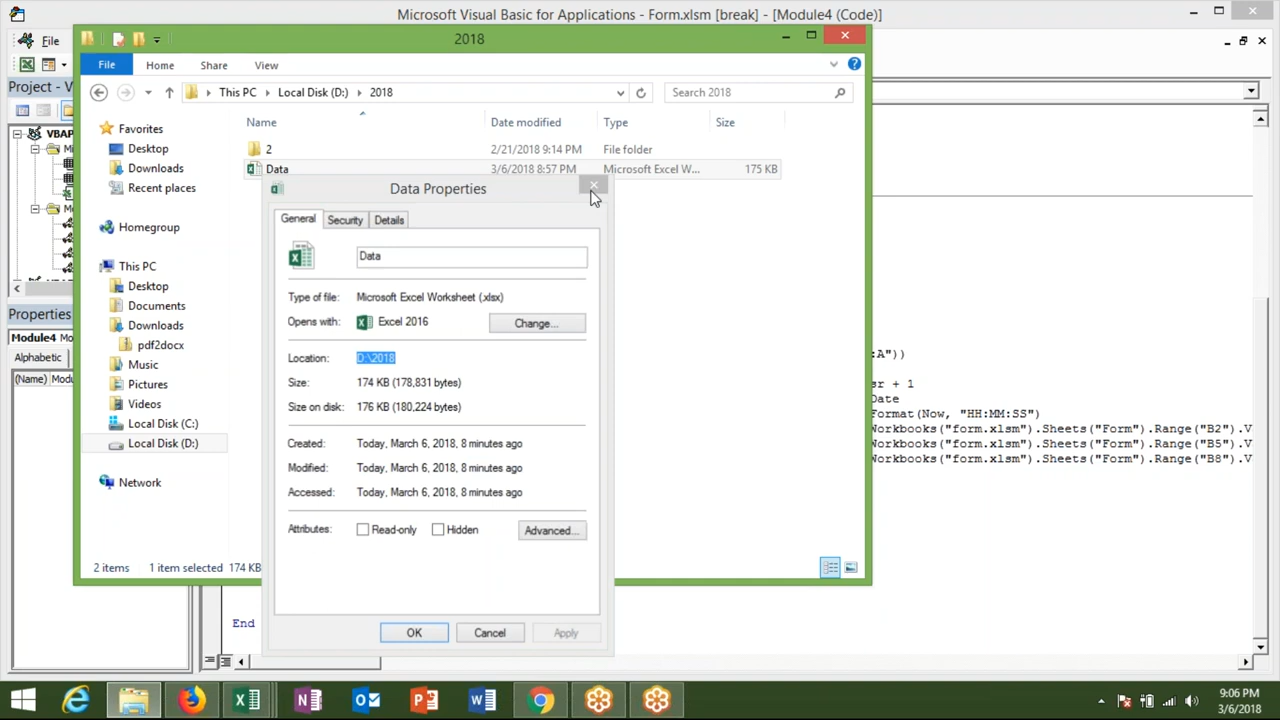 Microsoft Visual Basic for Applications - Form.xlsm [break] - [Module4 (Code)]
File
2018
File Home Share View
This PC Local Disk (D:) 2018
Search 2018
Project - V
Name Date modified Type Size
VBAP
Favorites
Desktop
Downloads
Recent places
Homegroup
This PC
Desktop
Documents
Downloads
pdf2docx
Music
Pictures
Videos
Local Disk (C:)
Local Disk (D:)
Network
2 2/21/2018 9:14 PM File folder
Data 3/6/2018 8:57 PM Microsoft Excel W... 175 KB
Data Properties
General Security Details
Data
Type of file: Microsoft Excel Worksheet (.xlsx)
Opens with: Excel 2016 Change...
Location: D:\2018
Size: 174 KB (178,831 bytes)
Size on disk: 176 KB (180,224 bytes)
Created: Today, March 6, 2018, 8 minutes ago
Modified: Today, March 6, 2018, 8 minutes ago
Accessed: Today, March 6, 2018, 8 minutes ago
Attributes: Read-only Hidden Advanced...
OK Cancel Apply
2 items 1 item selected 174 KB
Properties
Module4 Mo
Alphabetic
(Name) Modu
:A"))
sr + 1
Date
Format(Now, "HH:MM:SS")
Workbooks("form.xlsm").Sheets("Form").Range("B2").V
Workbooks("form.xlsm").Sheets("Form").Range("B5").V
Workbooks("form.xlsm").Sheets("Form").Range("B8").V
End
9:06 PM
3/6/2018